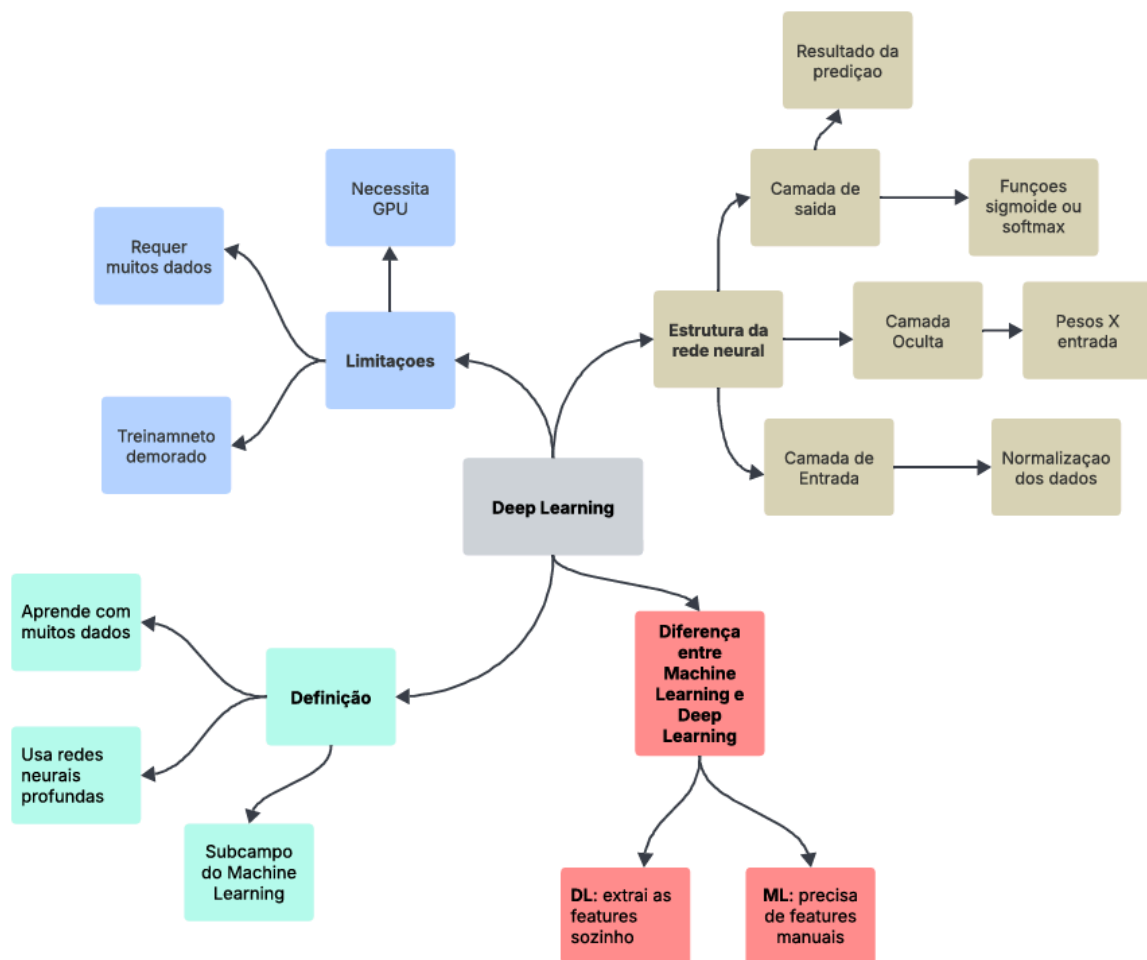 Resultado da
predição
Camada de
saida
Funçoes
sigmoide ou
softmax
Necessita
GPU
Requer
muitos dados
Limitaçoes
Treinamneto
demorado
Estrutura da
rede neural
Camada
Oculta
Pesos X
entrada
Camada de
Entrada
Normalizaçao
dos dados
Deep Learning
Aprende com
muitos dados
Definição
Usa redes
neurais
profundas
Subcampo
do Machine
Learning
Diferença
entre
Machine
Learning e
Deep
Learning
DL: extrai as
features
sozinho
ML: precisa
de features
manuais